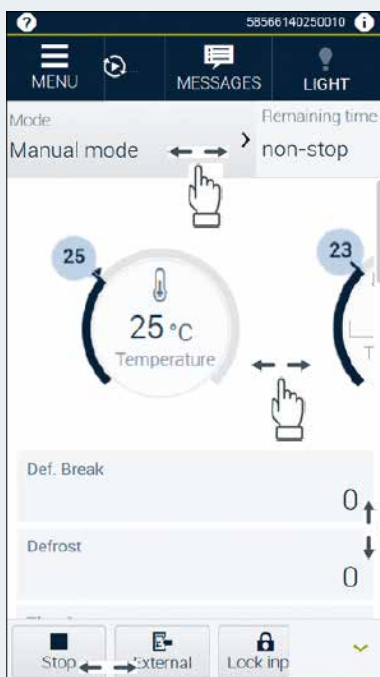 ? 58566140250010 i
MENU MESSAGES LIGHT
Mode Remaining time
Manual mode non-stop
25 23
25 °C
Temperature T
Def. Break
0
Defrost
0
Stop External Lock inp